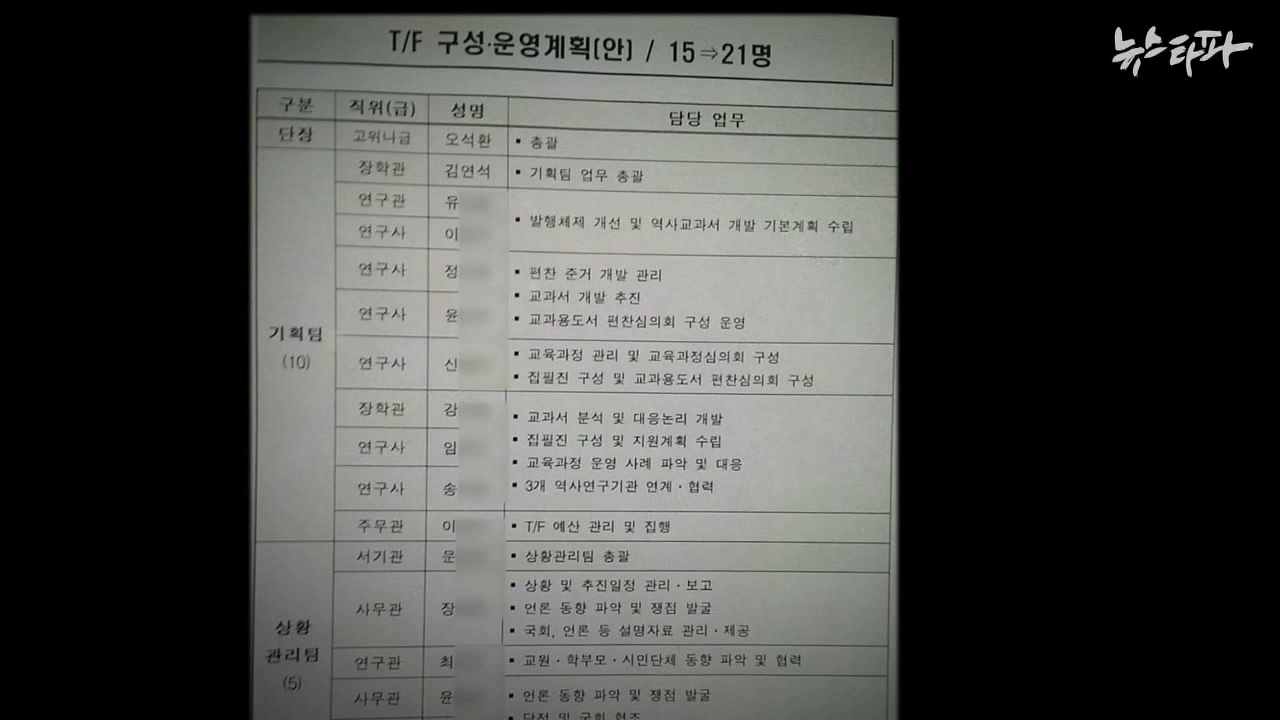 뉴스타파
T/F 구성·운영계획(안) / 15⇒21명
구분 직위(급) 성명 담당 업무
단장 고위나급 오석환 ▪ 총괄
기획팀
(10)
장학관 김연석 ▪ 기획팀 업무 총괄
연구관 유
연구사 이
▪ 발행체제 개선 및 역사교과서 개발 기본계획 수립
연구사 정
연구사 윤
▪ 편찬 준거 개발 관리
▪ 교과서 개발 추진
▪ 교과용도서 편찬심의회 구성 운영
연구사 신
▪ 교육과정 관리 및 교육과정심의회 구성
▪ 집필진 구성 및 교과용도서 편찬심의회 구성
장학관 강
연구사 임
연구사 송
▪ 교과서 분석 및 대응논리 개발
▪ 집필진 구성 및 지원계획 수립
▪ 교육과정 운영 사례 파악 및 대응
▪ 3개 역사연구기관 연계·협력
주무관 이 ▪ T/F 예산 관리 및 집행
상황
관리팀
(5)
서기관 문 ▪ 상황관리팀 총괄
사무관 장
▪ 상황 및 추진일정 관리·보고
▪ 언론 동향 파악 및 쟁점 발굴
▪ 국회, 언론 등 설명자료 관리·제공
연구관 최 ▪ 교원·학부모·시민단체 동향 파악 및 협력
사무관 윤
▪ 언론 동향 파악 및 쟁점 발굴
▪ 당정 및 국회 협조